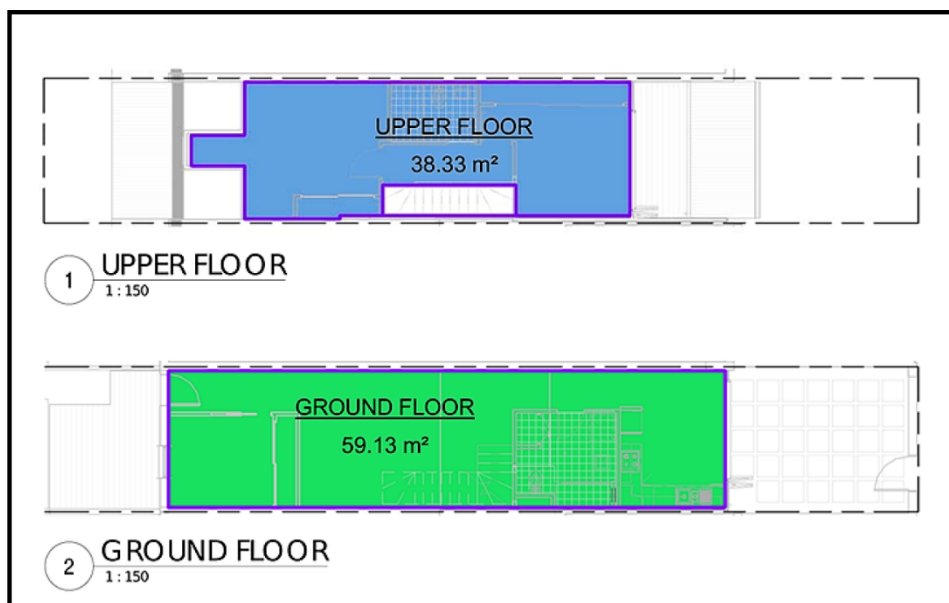 UPPER FLOOR
38.33 m²
1
UPPER FLOOR
1 : 150
GROUND FLOOR
59.13 m²
2
GROUND FLOOR
1 : 150